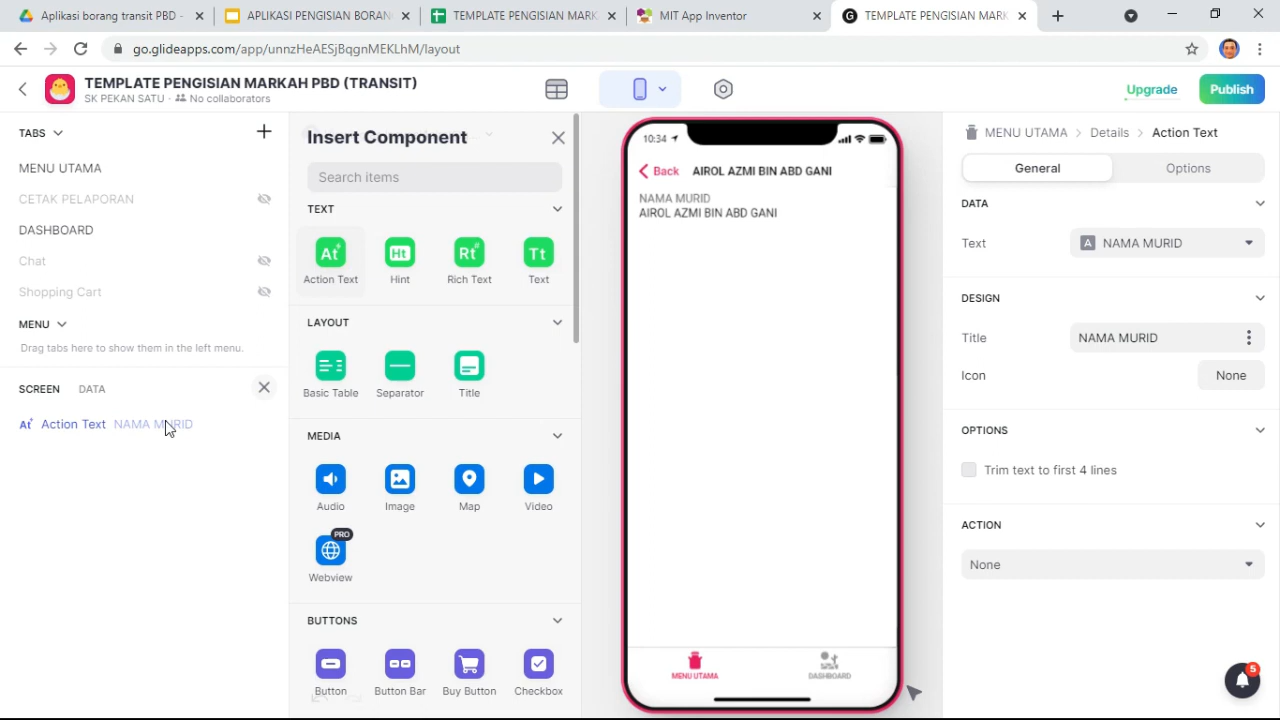 Aplikasi borang transit PBD -
APLIKASI PENGISIAN BORAN
TEMPLATE PENGISIAN MARK
MIT App Inventor
TEMPLATE PENGISIAN MARK
go.glideapps.com/app/unnzHeAESjBqgnMEKLhM/layout
TEMPLATE PENGISIAN MARKAH PBD (TRANSIT)
SK PEKAN SATU · No collaborators
Upgrade
Publish
TABS
MENU UTAMA
CETAK PELAPORAN
DASHBOARD
Chat
Shopping Cart
MENU
Drag tabs here to show them in the left menu.
SCREEN DATA
At Action Text NAMA MURID
Insert Component
Search items
TEXT
At Ht Rt Tt
Action Text Hint Rich Text Text
LAYOUT
Basic Table Separator Title
MEDIA
Audio Image Map Video
PRO
Webview
BUTTONS
Button Button Bar Buy Button Checkbox
10:34
Back AIROL AZMI BIN ABD GANI
NAMA MURID
AIROL AZMI BIN ABD GANI
MENU UTAMA DASHBOARD
MENU UTAMA > Details > Action Text
General Options
DATA
Text A NAMA MURID
DESIGN
Title NAMA MURID
Icon None
OPTIONS
Trim text to first 4 lines
ACTION
None
5